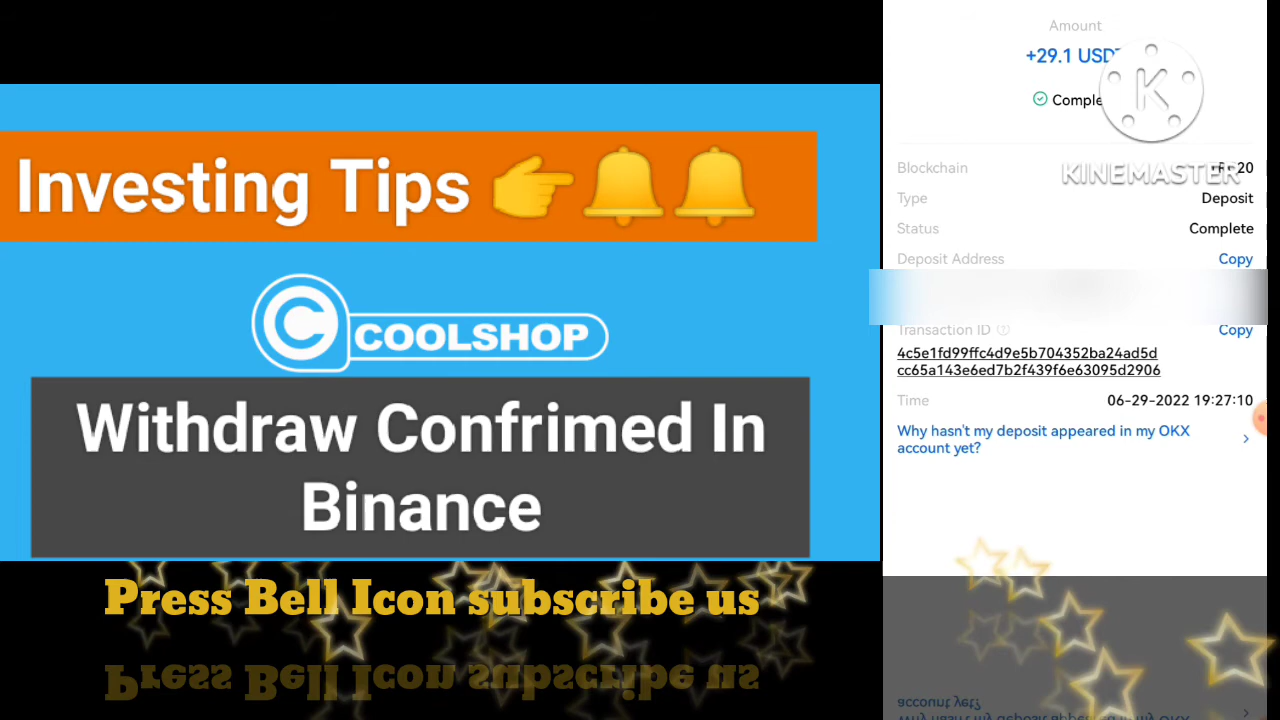 Investing Tips 👉🔔🔔
C COOLSHOP
Withdraw Confrimed In
Binance
Press Bell Icon subscribe us
Amount
+29.1
K
KINEMASTER
Blockchain
Type Deposit
Status Complete
Deposit Address Copy
Transaction ID Copy
4c5e1fd99ffc4d9e5b704352ba24ad5d
cc65a143e6ed7b2f439f6e63095d2906
Time 06-29-2022 19:27:10
Why hasn't my deposit appeared in my OKX
account yet?